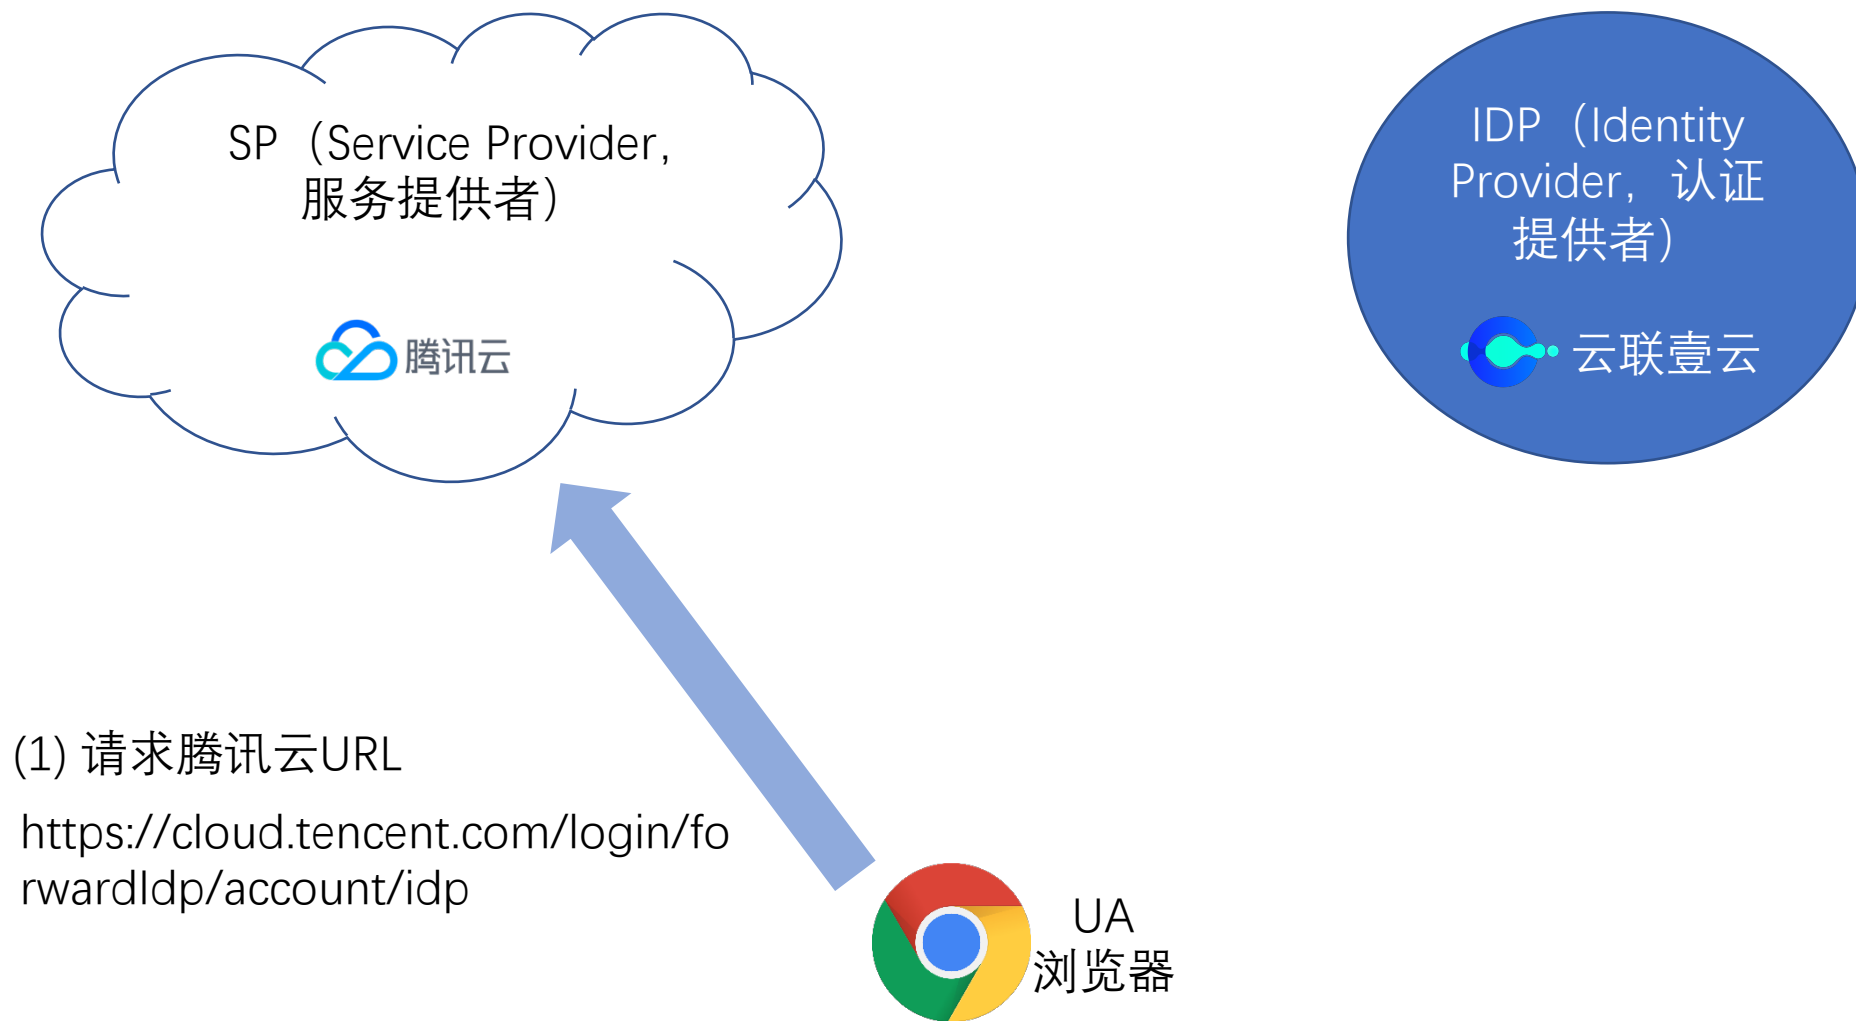 SP（Service Provider，
服务提供者）
腾讯云
IDP（Identity
Provider，认证
提供者）
云联壹云
(1) 请求腾讯云URL
https://cloud.tencent.com/login/fo
rwardIdp/account/idp
UA
浏览器